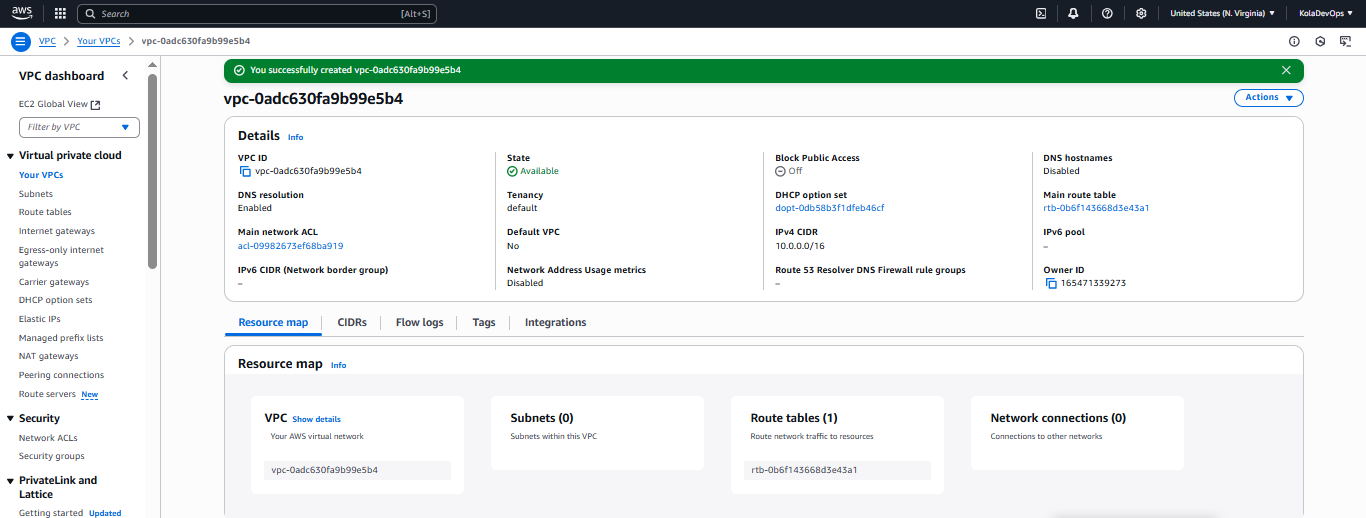 aws
Search
[Alt+S]
United States (N. Virginia)
KolaDevOps
VPC
Your VPCs
vpc-0adc630fa9b99e5b4
VPC dashboard
EC2 Global View
Filter by VPC
Virtual private cloud
Your VPCs
Subnets
Route tables
Internet gateways
Egress-only internet
gateways
Carrier gateways
DHCP option sets
Elastic IPs
Managed prefix lists
NAT gateways
Peering connections
Route servers New
Security
Network ACLs
Security groups
PrivateLink and
Lattice
Getting started Updated
You successfully created vpc-0adc630fa9b99e5b4
vpc-0adc630fa9b99e5b4
Actions
Details Info
VPC ID
vpc-0adc630fa9b99e5b4
State
Available
Block Public Access
Off
DNS hostnames
Disabled
DNS resolution
Enabled
Tenancy
default
DHCP option set
dopt-0db58b3f1dfeb46cf
Main route table
rtb-0b6f143668d3e43a1
Main network ACL
acl-09982673ef68ba919
Default VPC
No
IPv4 CIDR
10.0.0.0/16
IPv6 pool
–
IPv6 CIDR (Network border group)
–
Network Address Usage metrics
Disabled
Route 53 Resolver DNS Firewall rule groups
–
Owner ID
165471339273
Resource map
CIDRs
Flow logs
Tags
Integrations
Resource map Info
VPC Show details
Your AWS virtual network
vpc-0adc630fa9b99e5b4
Subnets (0)
Subnets within this VPC
Route tables (1)
Route network traffic to resources
rtb-0b6f143668d3e43a1
Network connections (0)
Connections to other networks